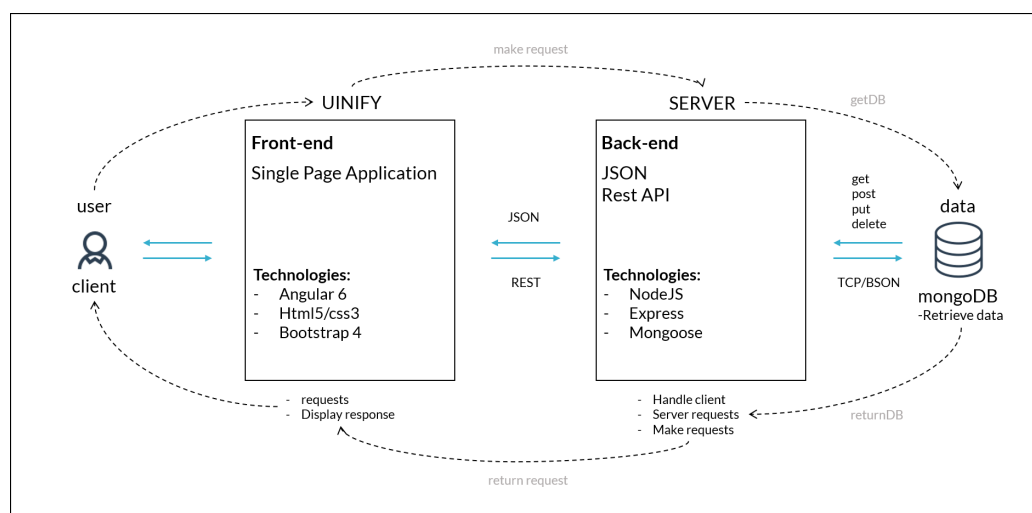 make request
UINIFY
SERVER
getDB
Front-end
Single Page Application
Back-end
JSON
Rest API
get
post
put
delete
user
client
JSON
REST
data
TCP/BSON
mongoDB
-Retrieve data
Technologies:
- Angular 6
- Html5/css3
- Bootstrap 4
Technologies:
- NodeJS
- Express
- Mongoose
- requests
- Display response
- Handle client
- Server requests
- Make requests
returnDB
return request